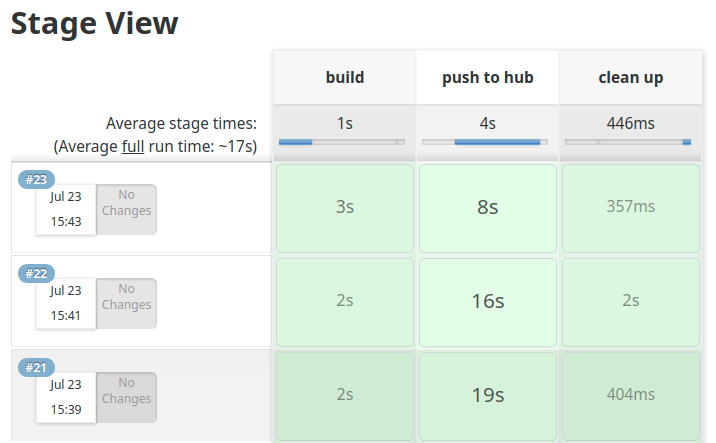 Stage View
build push to hub clean up
Average stage times: 1s 4s 446ms
(Average full run time: ~17s)
#23
Jul 23 No
Changes
15:43
3s 8s 357ms
#22
Jul 23 No
Changes
15:41
2s 16s 2s
#21
Jul 23 No
Changes
15:39
2s 19s 404ms